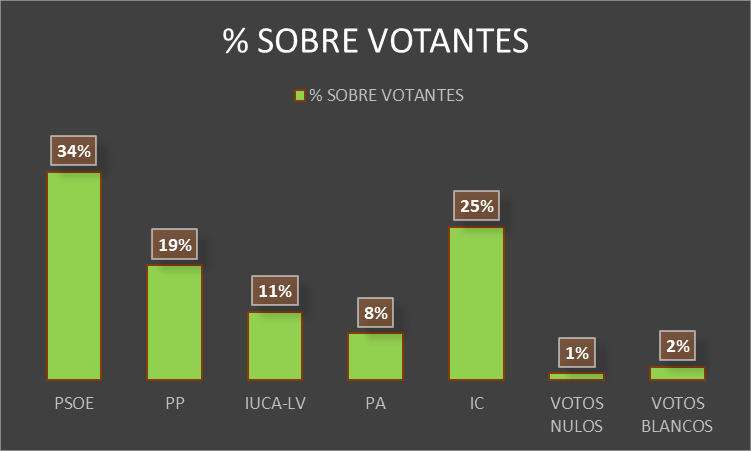 % SOBRE VOTANTES
% SOBRE VOTANTES
34%
19%
11%
8%
25%
1%
2%
PSOE
PP
IUCA-LV
PA
IC
VOTOS
NULOS
VOTOS
BLANCOS